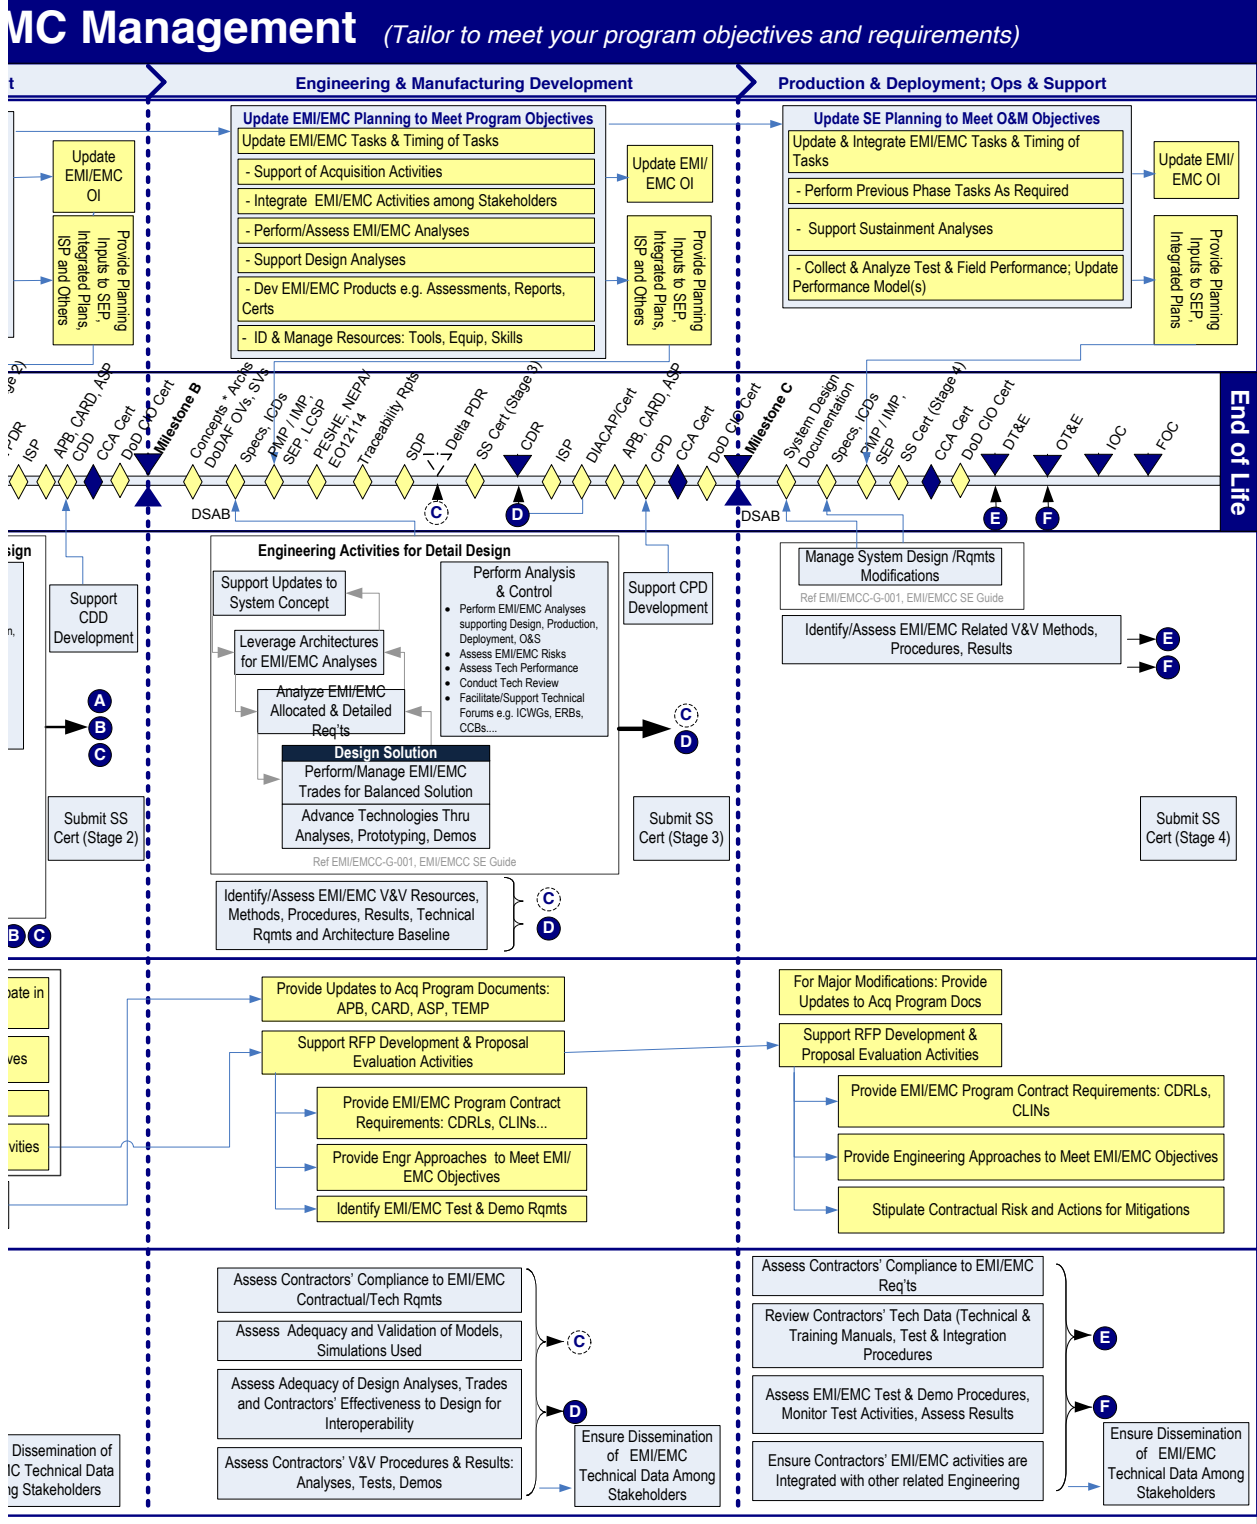 MC Management (Tailor to meet your program objectives and requirements)
t
Engineering & Manufacturing Development
Production & Deployment; Ops & Support
Update
EMI/EMC
OI
Provide Planning
Inputs to SEP,
Integrated Plans,
ISP and Others
Update EMI/EMC Planning to Meet Program Objectives
Update EMI/EMC Tasks & Timing of Tasks
- Support of Acquisition Activities
- Integrate EMI/EMC Activities among Stakeholders
- Perform/Assess EMI/EMC Analyses
- Support Design Analyses
- Dev EMI/EMC Products e.g. Assessments, Reports,
Certs
- ID & Manage Resources: Tools, Equip, Skills
Update EMI/
EMC OI
Provide Planning
Inputs to SEP,
Integrated Plans,
ISP and Others
Update SE Planning to Meet O&M Objectives
Update & Integrate EMI/EMC Tasks & Timing of
Tasks
- Perform Previous Phase Tasks As Required
- Support Sustainment Analyses
- Collect & Analyze Test & Field Performance; Update
Performance Model(s)
Update EMI/
EMC OI
Provide Planning
Inputs to SEP,
Integrated Plans
ge 2)
PDR
ISP
APB, CARD, ASP
CDD
CCA Cert
DoD CIO Cert
Milestone B
Concepts * Archs
DoDAF OVs, SVs
Specs, ICDs
PMP / IMP,
SEP, LCSP
PESHE, NEPA/
EO12114
Traceability Rpts
SDP
Delta PDR
SS Cert (Stage 3)
CDR
ISP
DIACAP/Cert
APB, CARD, ASP
CPD
CCA Cert
DoD CIO Cert
Milestone C
System Design
Documentation
Specs, ICDs
PMP / IMP,
SEP
SS Cert (Stage 4)
CCA Cert
DoD CIO Cert
DT&E
OT&E
IOC
FOC
End of Life
DSAB
C
D
DSAB
E
F
sign
n,
Support
CDD
Development
A
B
C
Submit SS
Cert (Stage 2)
B C
Engineering Activities for Detail Design
Support Updates to
System Concept
Leverage Architectures
for EMI/EMC Analyses
Analyze EMI/EMC
Allocated & Detailed
Req'ts
Design Solution
Perform/Manage EMI/EMC
Trades for Balanced Solution
Advance Technologies Thru
Analyses, Prototyping, Demos
Perform Analysis
& Control
• Perform EMI/EMC Analyses
supporting Design, Production,
Deployment, O&S
• Assess EMI/EMC Risks
• Assess Tech Performance
• Conduct Tech Review
• Facilitate/Support Technical
Forums e.g. ICWGs, ERBs,
CCBs....
Ref EMI/EMCC-G-001, EMI/EMCC SE Guide
Support CPD
Development
C
D
Submit SS
Cert (Stage 3)
Identify/Assess EMI/EMC V&V Resources,
Methods, Procedures, Results, Technical
Rqmts and Architecture Baseline
C
D
Manage System Design /Rqmts
Modifications
Ref EMI/EMCC-G-001, EMI/EMCC SE Guide
Identify/Assess EMI/EMC Related V&V Methods,
Procedures, Results
E
F
Submit SS
Cert (Stage 4)
pate in
ves
vities
Provide Updates to Acq Program Documents:
APB, CARD, ASP, TEMP
Support RFP Development & Proposal
Evaluation Activities
Provide EMI/EMC Program Contract
Requirements: CDRLs, CLINs...
Provide Engr Approaches to Meet EMI/
EMC Objectives
Identify EMI/EMC Test & Demo Rqmts
For Major Modifications: Provide
Updates to Acq Program Docs
Support RFP Development &
Proposal Evaluation Activities
Provide EMI/EMC Program Contract Requirements: CDRLs,
CLINs
Provide Engineering Approaches to Meet EMI/EMC Objectives
Stipulate Contractual Risk and Actions for Mitigations
Dissemination of
IC Technical Data
ng Stakeholders
Assess Contractors' Compliance to EMI/EMC
Contractual/Tech Rqmts
Assess Adequacy and Validation of Models,
Simulations Used
Assess Adequacy of Design Analyses, Trades
and Contractors' Effectiveness to Design for
Interoperability
Assess Contractors' V&V Procedures & Results:
Analyses, Tests, Demos
C
D
Ensure Dissemination
of EMI/EMC
Technical Data Among
Stakeholders
Assess Contractors' Compliance to EMI/EMC
Req'ts
Review Contractors' Tech Data (Technical &
Training Manuals, Test & Integration
Procedures
Assess EMI/EMC Test & Demo Procedures,
Monitor Test Activities, Assess Results
Ensure Contractors' EMI/EMC activities are
Integrated with other related Engineering
E
F
Ensure Dissemination
of EMI/EMC
Technical Data Among
Stakeholders